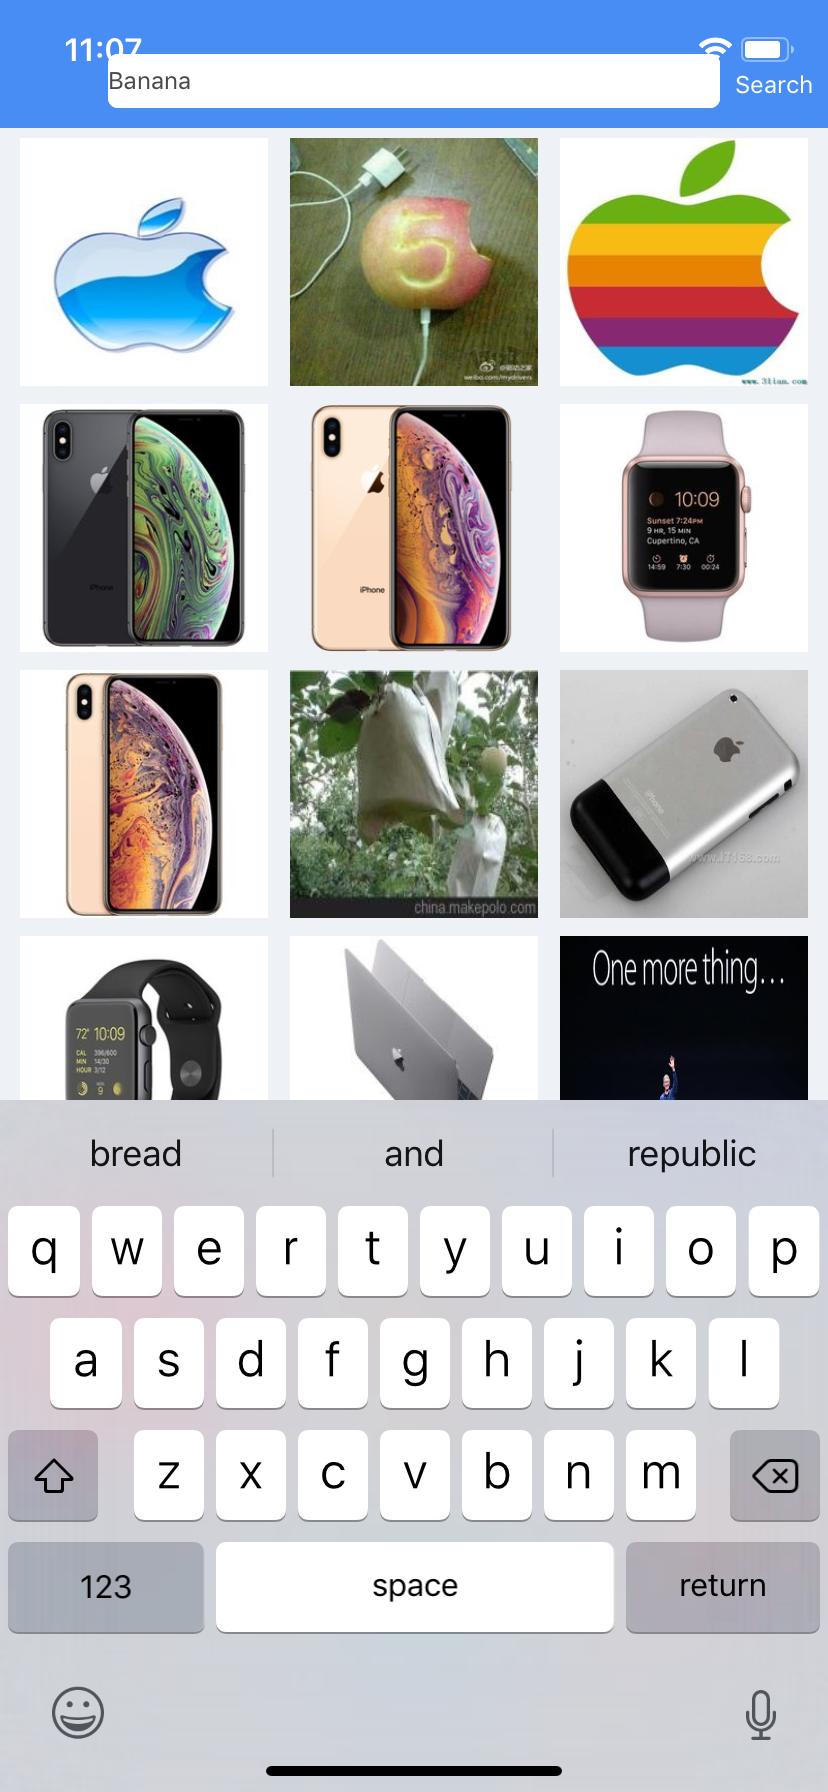 11:07
Banana
Search
5
weibo.com/mydrivers
www.3lian.com
iPhone
iPhone
10:09
Sunset 7:24PM
9 HR, 15 MIN
Cupertino, CA
14:59 7:30 00:24
china.makepolo.com
iPhone
www.IT168.com
72° 10:09
CAL 396/600
MIN 14/30
HOUR 3/12
MON
9
One more thing...
bread and republic
q w e r t y u i o p
a s d f g h j k l
z x c v b n m
123 space return